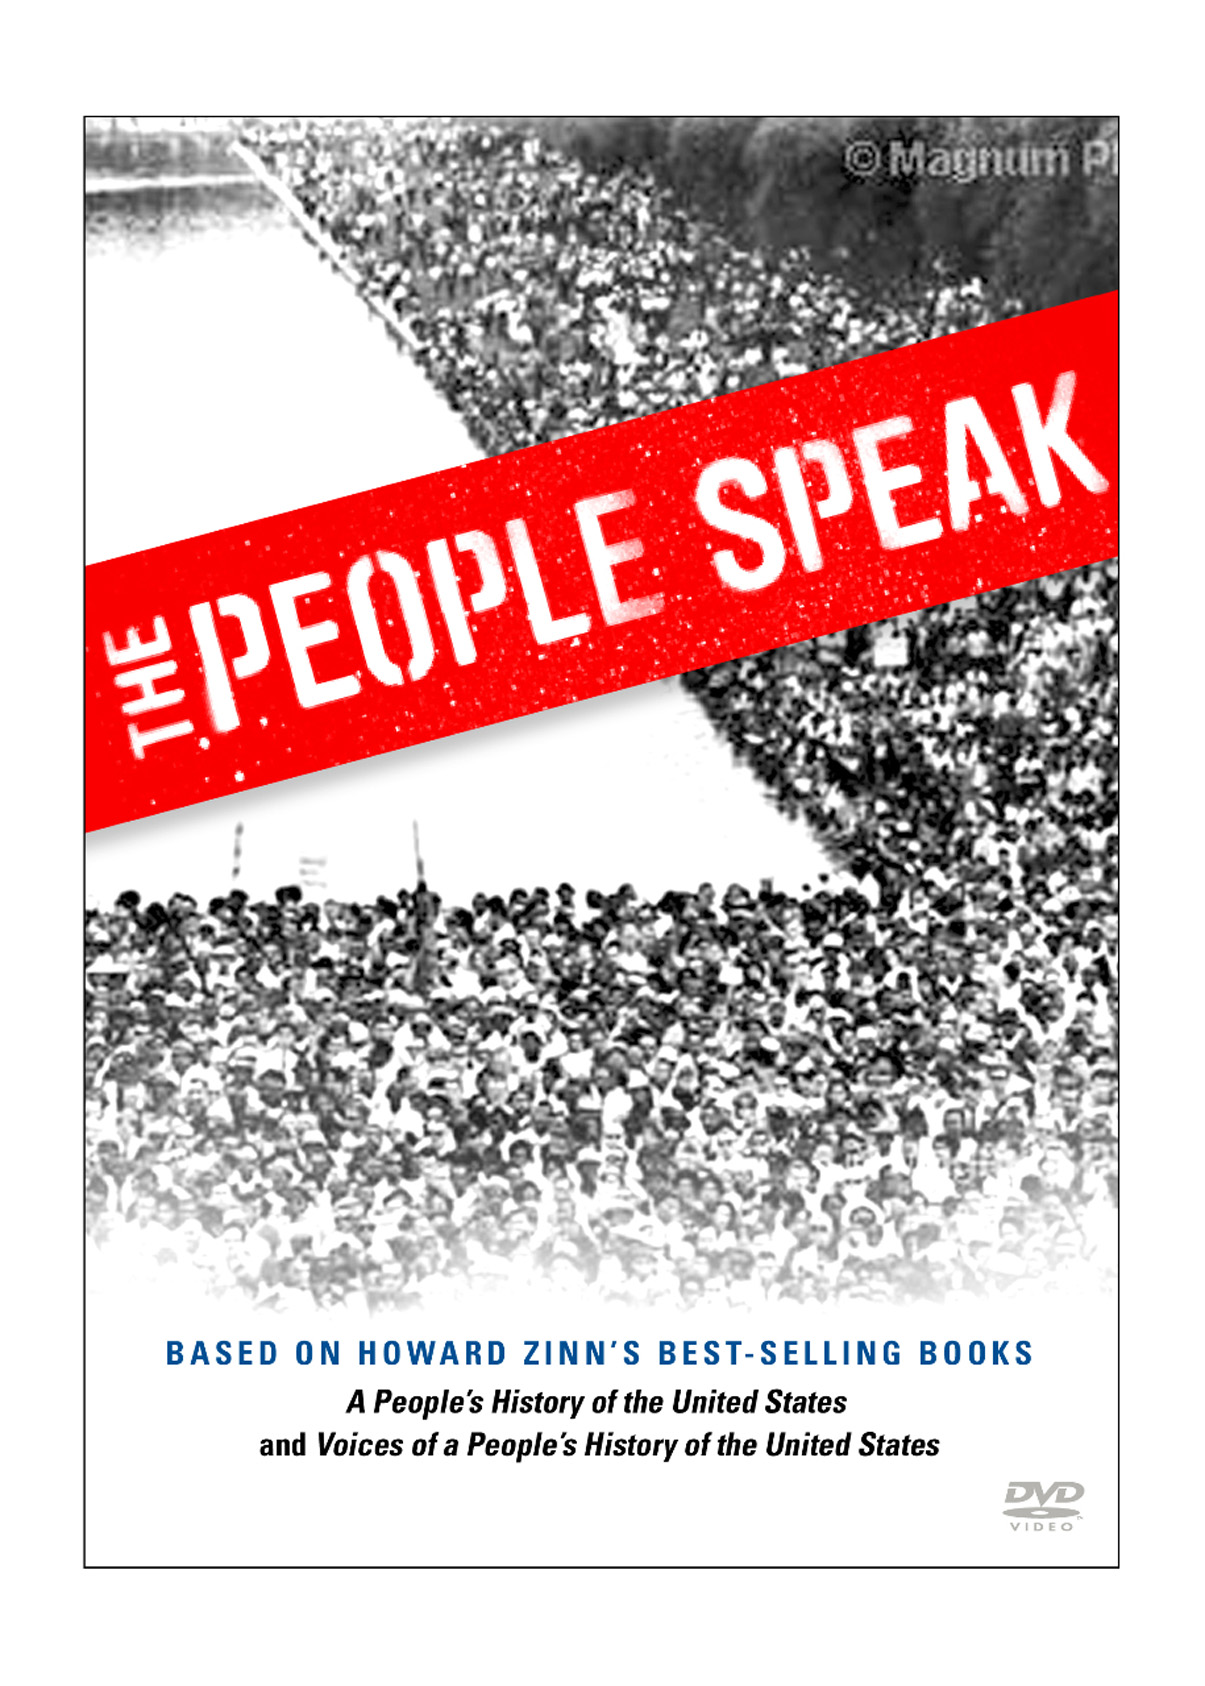 © Magnum P
THE PEOPLE SPEAK
BASED ON HOWARD ZINN'S BEST-SELLING BOOKS
A People's History of the United States
and Voices of a People's History of the United States
DVD
VIDEO